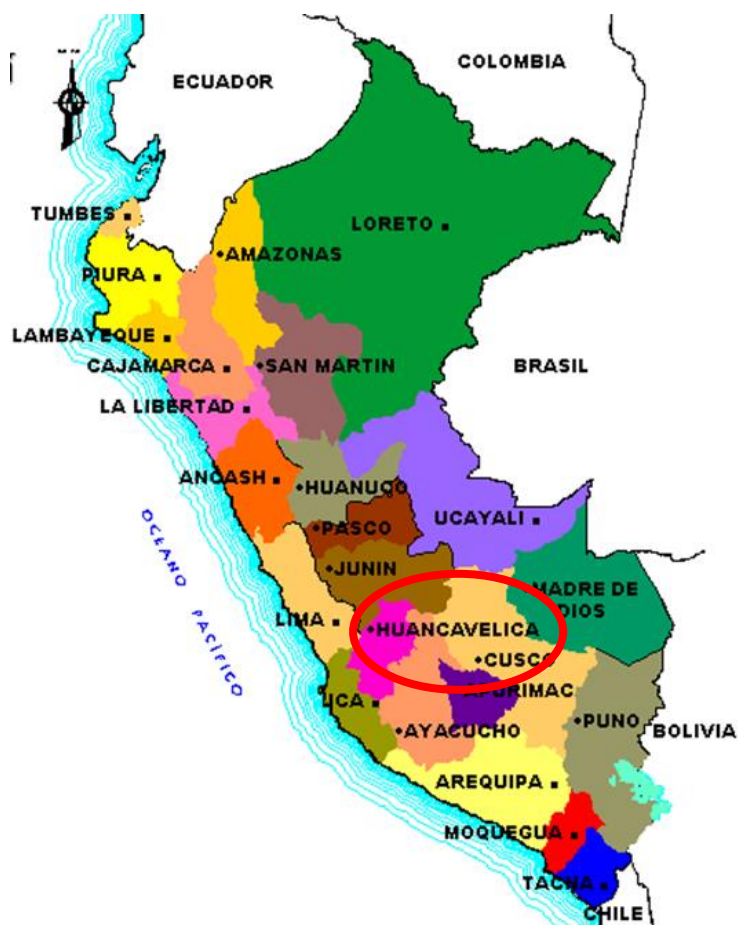 COLOMBIA
ECUADOR
TUMBES
LORETO
AMAZONAS
PIURA
LAMBAYEQUE
CAJAMARCA
SAN MARTIN
BRASIL
LA LIBERTAD
ANCASH
HUANUCO
UCAYALI
PASCO
OCEANO PACÍFICO
JUNIN
MADRE DE
DIOS
LIMA
HUANCAVELICA
CUSCO
APURIMAC
ICA
AYACUCHO
PUNO
BOLIVIA
AREQUIPA
MOQUEGUA
TACNA
CHILE